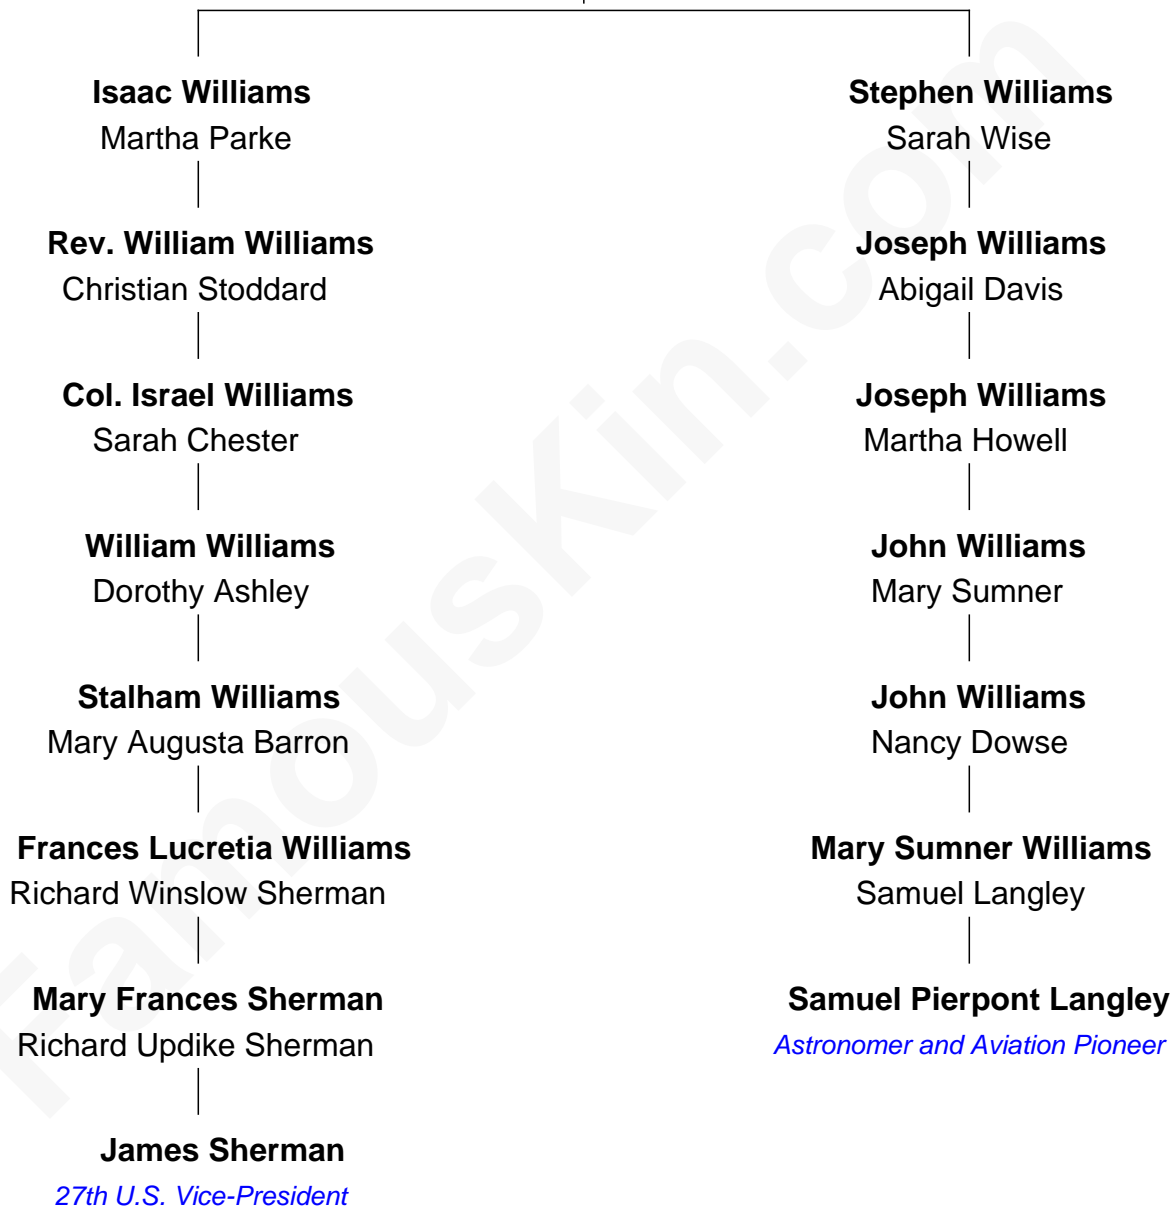 Isaac Williams
Martha Parke
Rev. William Williams
Christian Stoddard
Col. Israel Williams
Sarah Chester
William Williams
Dorothy Ashley
Stalham Williams
Mary Augusta Barron
Frances Lucretia Williams
Richard Winslow Sherman
Mary Frances Sherman
Richard Updike Sherman
James Sherman
27th U.S. Vice-President
Stephen Williams
Sarah Wise
Joseph Williams
Abigail Davis
Joseph Williams
Martha Howell
John Williams
Mary Sumner
John Williams
Nancy Dowse
Mary Sumner Williams
Samuel Langley
Samuel Pierpont Langley
Astronomer and Aviation Pioneer
FamousKin.com